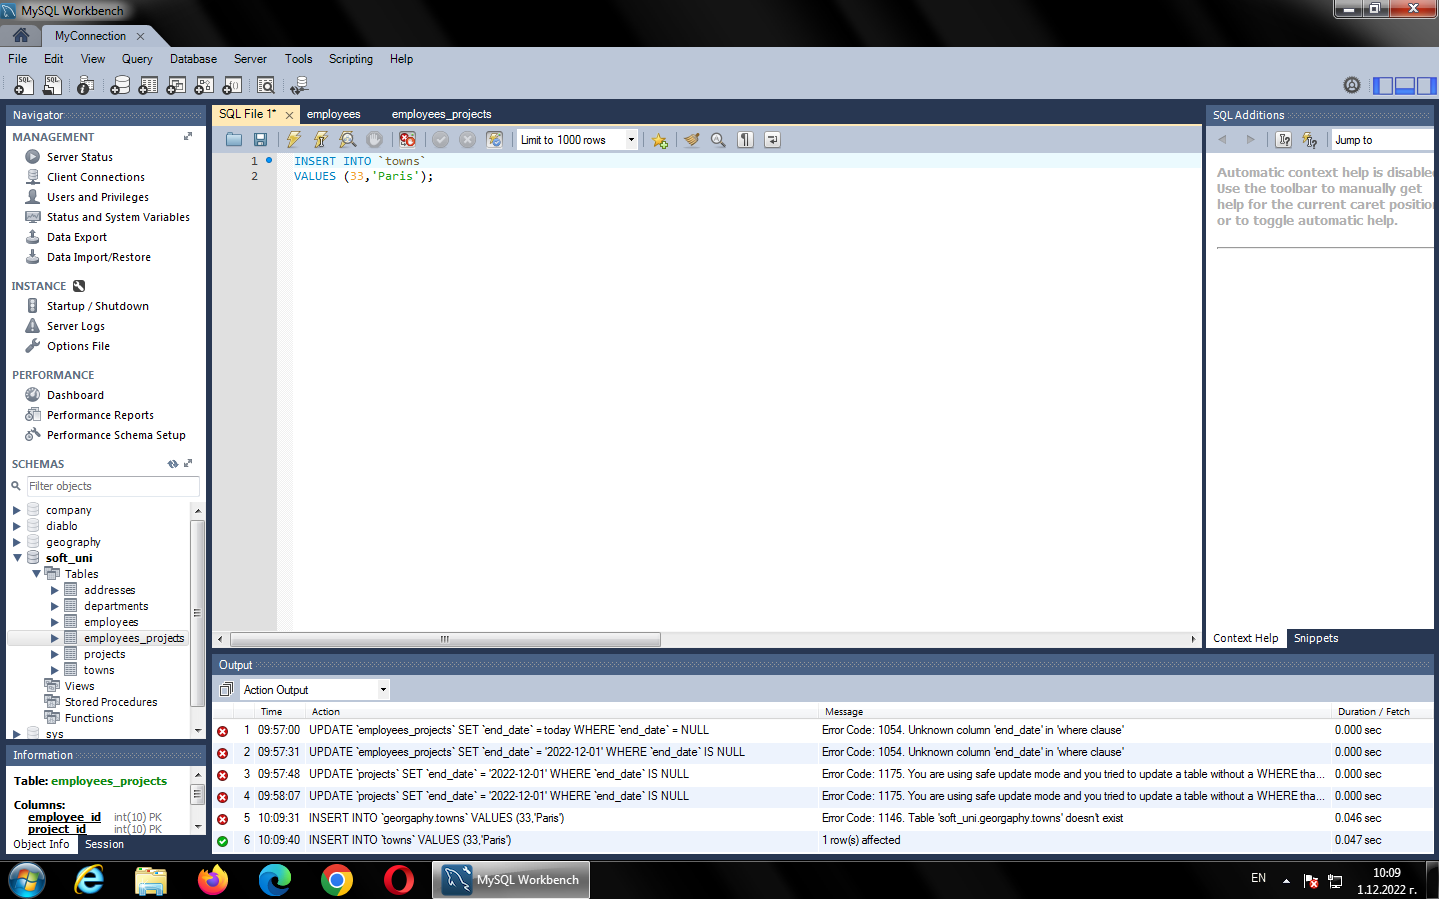 MySQL Workbench
MyConnection
File Edit View Query Database Server Tools Scripting Help
Navigator
MANAGEMENT
Server Status
Client Connections
Users and Privileges
Status and System Variables
Data Export
Data Import/Restore
INSTANCE
Startup / Shutdown
Server Logs
Options File
PERFORMANCE
Dashboard
Performance Reports
Performance Schema Setup
SCHEMAS
Filter objects
company
diablo
geography
soft_uni
Tables
addresses
departments
employees
employees_projects
projects
towns
Views
Stored Procedures
Functions
sys
Information
Table: employees_projects
Columns:
employee_id int(10) PK
project_id int(10) PK
Object Info Session
SQL File 1* employees employees_projects
Limit to 1000 rows
1 INSERT INTO `towns`
2 VALUES (33,'Paris');
SQL Additions
Jump to
Automatic context help is disabled
Use the toolbar to manually get
help for the current caret position
or to toggle automatic help.
Context Help Snippets
Output
Action Output
Time Action Message Duration / Fetch
1 09:57:00 UPDATE `employees_projects` SET `end_date` = today WHERE `end_date` = NULL Error Code: 1054. Unknown column 'end_date' in 'where clause' 0.000 sec
2 09:57:31 UPDATE `employees_projects` SET `end_date` = '2022-12-01' WHERE `end_date` IS NULL Error Code: 1054. Unknown column 'end_date' in 'where clause' 0.000 sec
3 09:57:48 UPDATE `projects` SET `end_date` = '2022-12-01' WHERE `end_date` IS NULL Error Code: 1175. You are using safe update mode and you tried to update a table without a WHERE tha... 0.000 sec
4 09:58:07 UPDATE `projects` SET `end_date` = '2022-12-01' WHERE `end_date` IS NULL Error Code: 1175. You are using safe update mode and you tried to update a table without a WHERE tha... 0.000 sec
5 10:09:31 INSERT INTO `georgaphy.towns` VALUES (33,'Paris') Error Code: 1146. Table 'soft_uni.georgaphy.towns' doesn't exist 0.046 sec
6 10:09:40 INSERT INTO `towns` VALUES (33,'Paris') 1 row(s) affected 0.047 sec
MySQL Workbench
EN
10:09
1.12.2022 г.